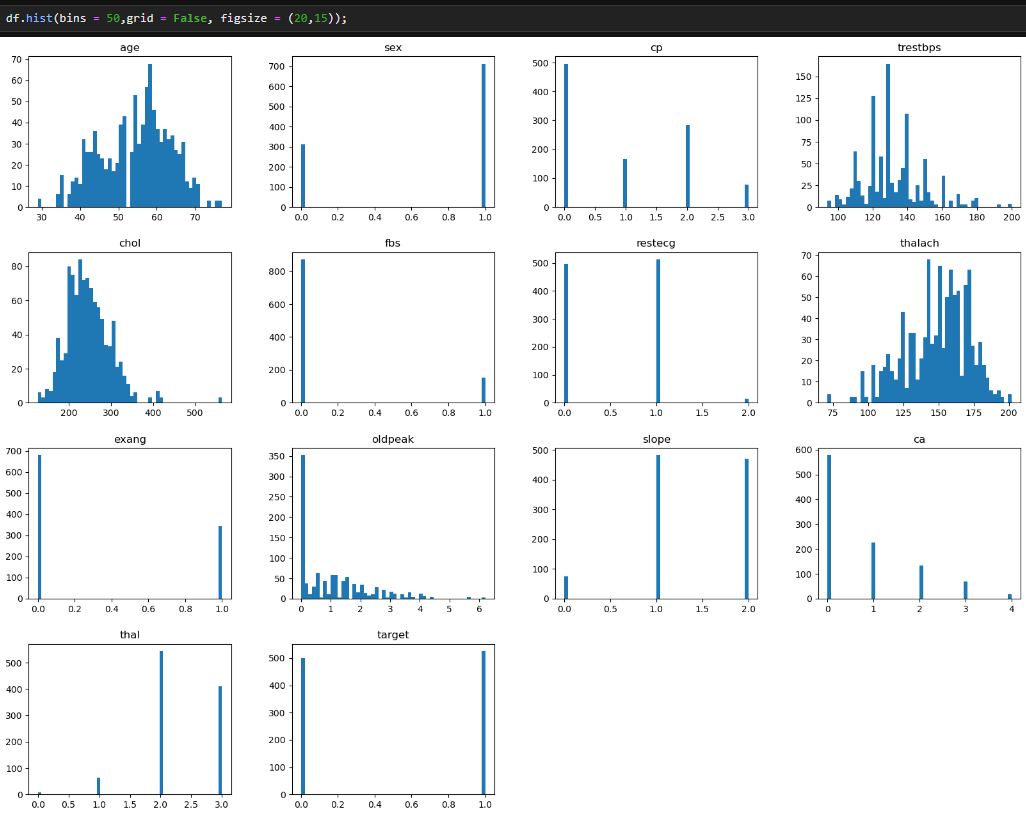 df.hist(bins = 50,grid = False, figsize = (20,15));
age sex cp trestbps
70 60 50 40 30 20 10 0
30 40 50 60 70
700 600 500 400 300 200 100 0
0.0 0.2 0.4 0.6 0.8 1.0
500 400 300 200 100 0
0.0 0.5 1.0 1.5 2.0 2.5 3.0
150 125 100 75 50 25 0
100 120 140 160 180 200
chol fbs restecg thalach
80 60 40 20 0
200 300 400 500
800 600 400 200 0
0.0 0.2 0.4 0.6 0.8 1.0
500 400 300 200 100 0
0.0 0.5 1.0 1.5 2.0
70 60 50 40 30 20 10 0
75 100 125 150 175 200
exang oldpeak slope ca
700 600 500 400 300 200 100 0
0.0 0.2 0.4 0.6 0.8 1.0
350 300 250 200 150 100 50 0
0 1 2 3 4 5 6
500 400 300 200 100 0
0.0 0.5 1.0 1.5 2.0
600 500 400 300 200 100 0
0 1 2 3 4
thal target
500 400 300 200 100 0
0.0 0.5 1.0 1.5 2.0 2.5 3.0
500 400 300 200 100 0
0.0 0.2 0.4 0.6 0.8 1.0